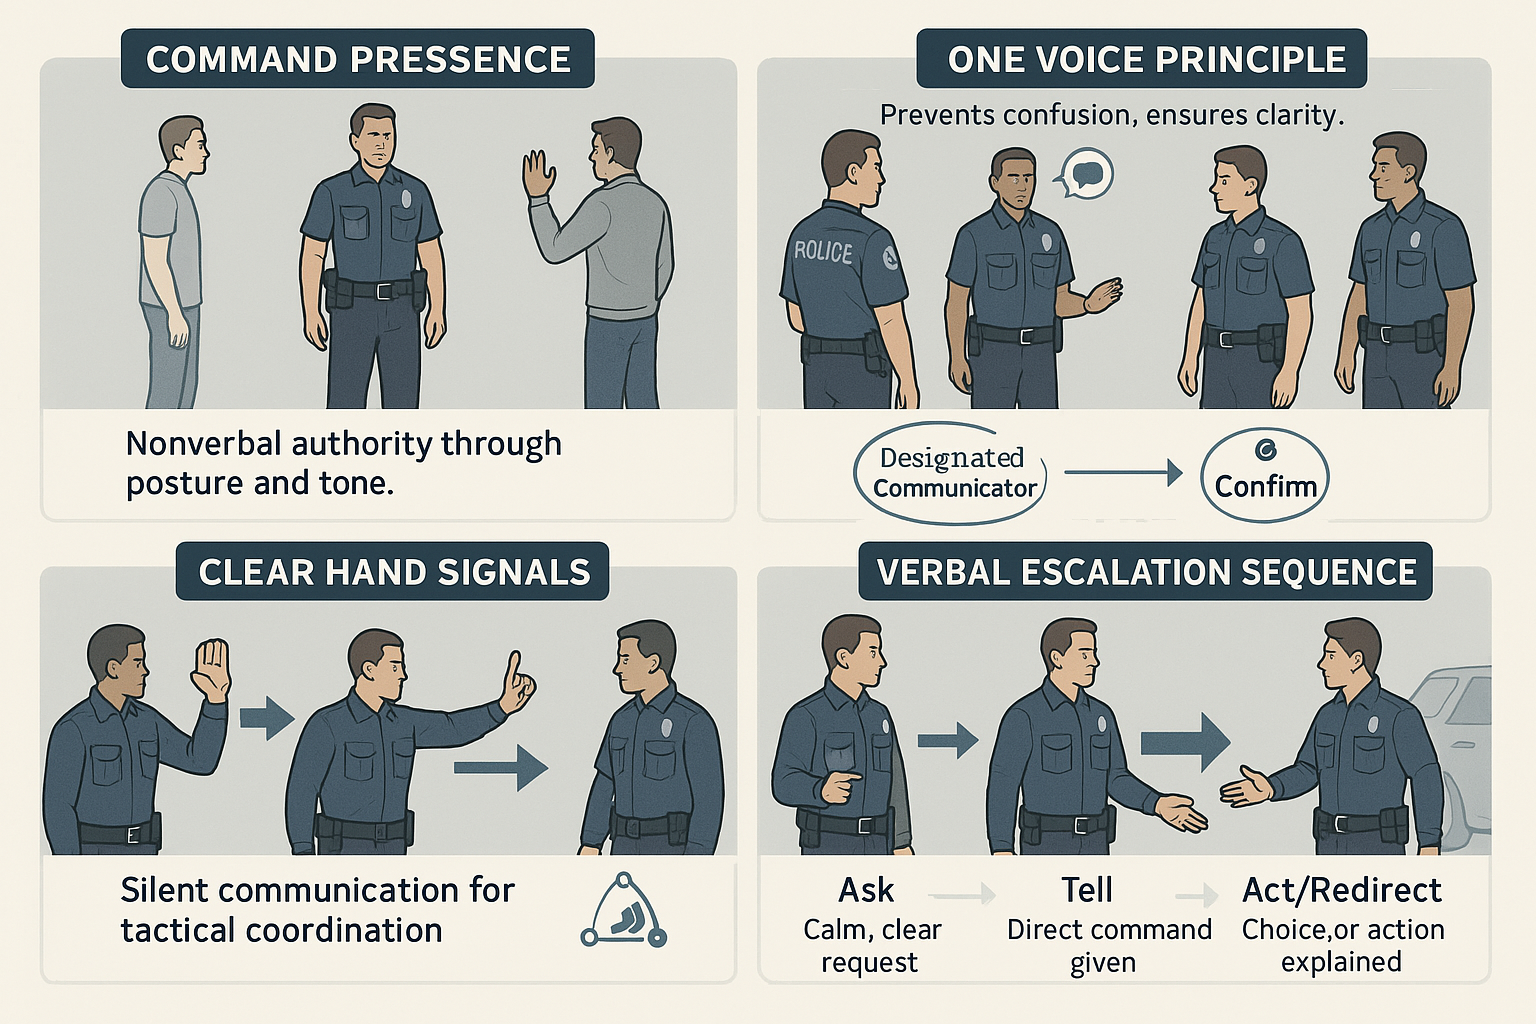 COMMAND PRESSENCE
Nonverbal authority through
posture and tone.
ONE VOICE PRINCIPLE
Prevents confusion, ensures clarity.
ROLICE
Designated
Communicator
Confirm
CLEAR HAND SIGNALS
Silent communication for
tactical coordination
VERBAL ESCALATION SEQUENCE
Ask
Calm, clear
request
Tell
Direct command
given
Act/Redirect
Choice,or action
explained